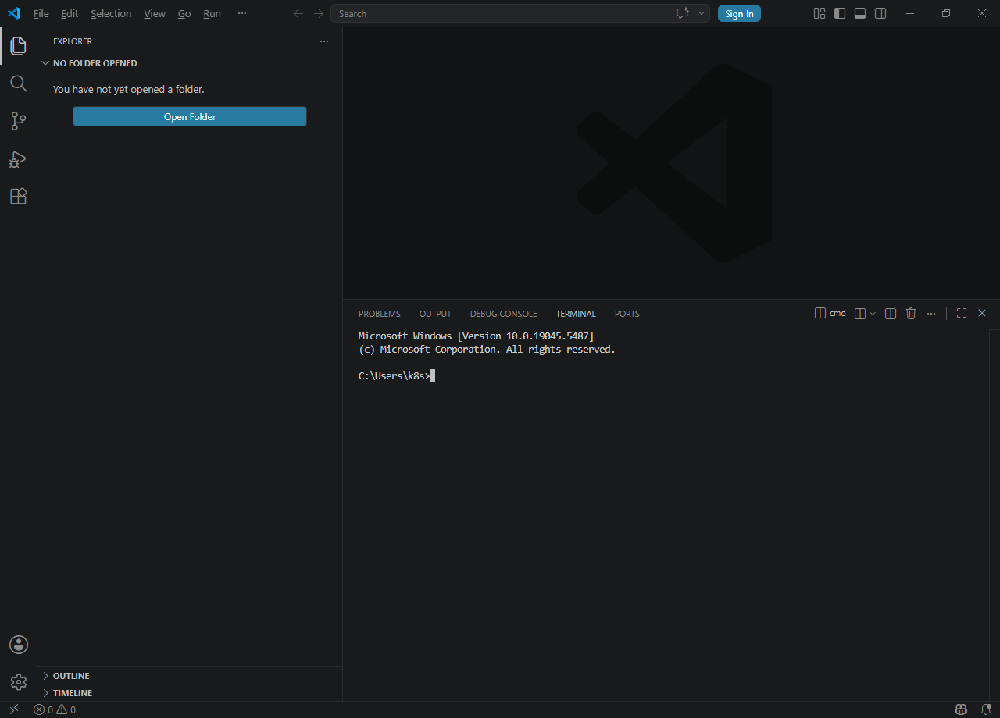 File Edit Selection View Go Run ···
Search
Sign In
EXPLORER
NO FOLDER OPENED
You have not yet opened a folder.
Open Folder
OUTLINE
TIMELINE
PROBLEMS OUTPUT DEBUG CONSOLE TERMINAL PORTS
cmd
Microsoft Windows [Version 10.0.19045.5487]
(c) Microsoft Corporation. All rights reserved.
C:\Users\k8s>
0 0